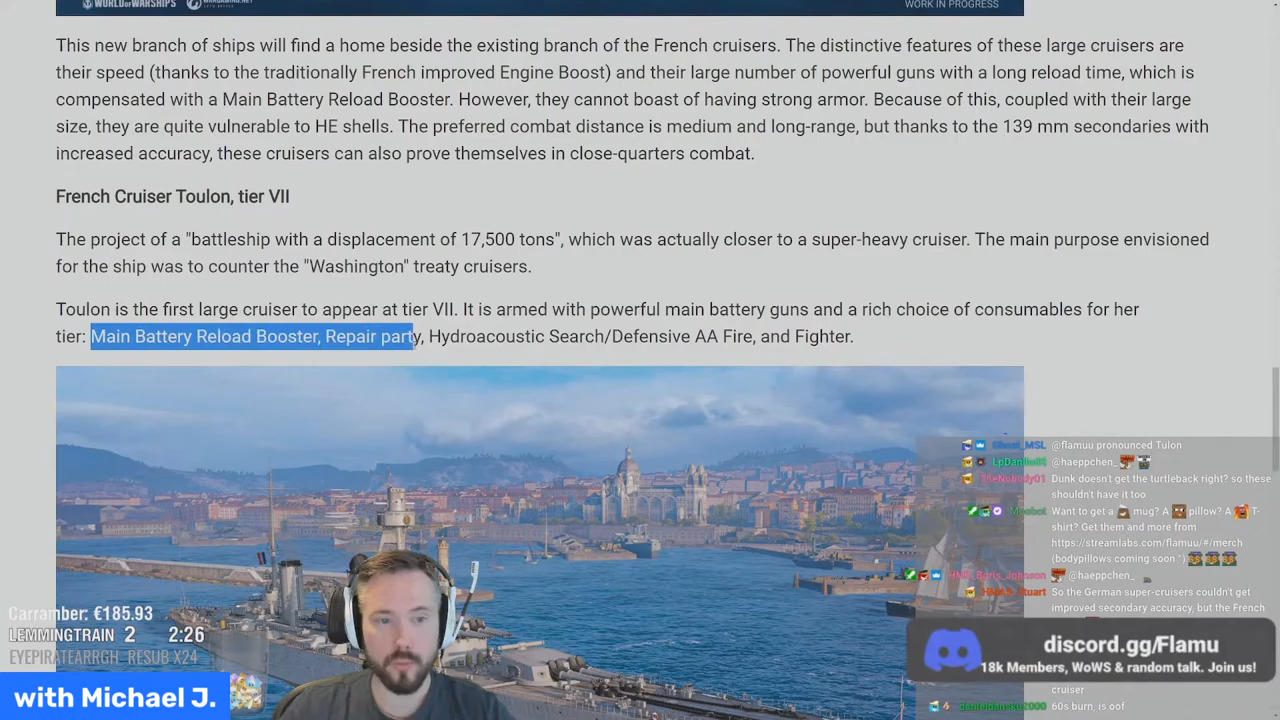 WORLD OF WARSHIPS
WARGAMING.NET
WORK IN PROGRESS
This new branch of ships will find a home beside the existing branch of the French cruisers. The distinctive features of these large cruisers are
their speed (thanks to the traditionally French improved Engine Boost) and their large number of powerful guns with a long reload time, which is
compensated with a Main Battery Reload Booster. However, they cannot boast of having strong armor. Because of this, coupled with their large
size, they are quite vulnerable to HE shells. The preferred combat distance is medium and long-range, but thanks to the 139 mm secondaries with
increased accuracy, these cruisers can also prove themselves in close-quarters combat.
French Cruiser Toulon, tier VII
The project of a "battleship with a displacement of 17,500 tons", which was actually closer to a super-heavy cruiser. The main purpose envisioned
for the ship was to counter the "Washington" treaty cruisers.
Toulon is the first large cruiser to appear at tier VII. It is armed with powerful main battery guns and a rich choice of consumables for her
tier: Main Battery Reload Booster, Repair party, Hydroacoustic Search/Defensive AA Fire, and Fighter.
Ghost_MSL @flamuu pronounced Tulon
@haeppchen_
TheNobody01 Dunk doesn't get the turtleback right? so these
shouldn't have it too
Moobot Want to get a mug? A pillow? A T-
shirt? Get them and more from
https://streamlabs.com/flamuu/#/merch
(bodypillows coming soon ")
HMS_Boris_Johnson @haeppchen_
So the German super-cruisers couldn't get
improved secondary accuracy, but the French
cruiser
60s burn, is oof
Carramber: €185.93
LEMMINGTRAIN 2 2:26
EYEPIRATEARRGH_ RESUB X24
with Michael J.
discord.gg/Flamu
18k Members, WoWS & random talk. Join us!